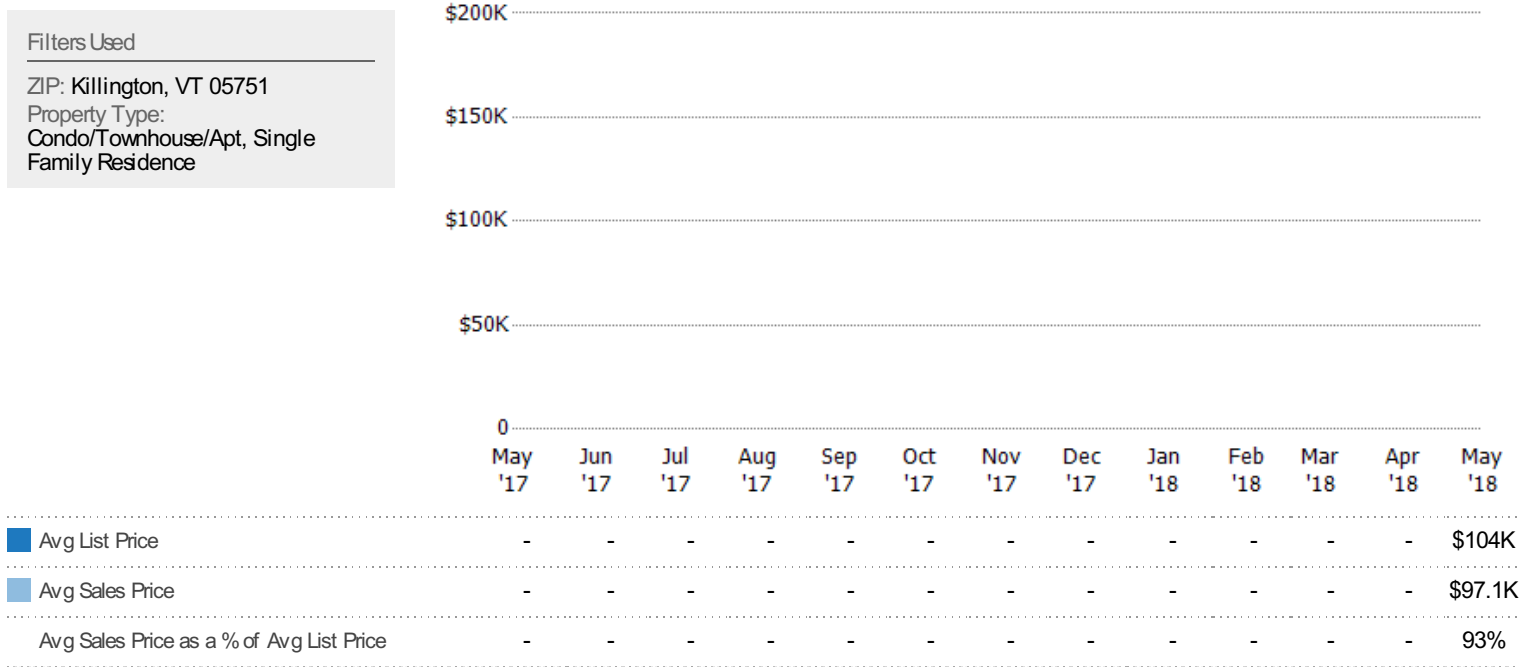 Filters Used
ZIP: Killington, VT 05751
Property Type:
Condo/Townhouse/Apt, Single
Family Residence
$200K
$150K
$100K
$50K
0
May Jun Jul Aug Sep Oct Nov Dec Jan Feb Mar Apr May
'17 '17 '17 '17 '17 '17 '17 '17 '18 '18 '18 '18 '18
Avg List Price - - - - - - - - - - - - $104K
Avg Sales Price - - - - - - - - - - - - $97.1K
Avg Sales Price as a % of Avg List Price - - - - - - - - - - - - 93%